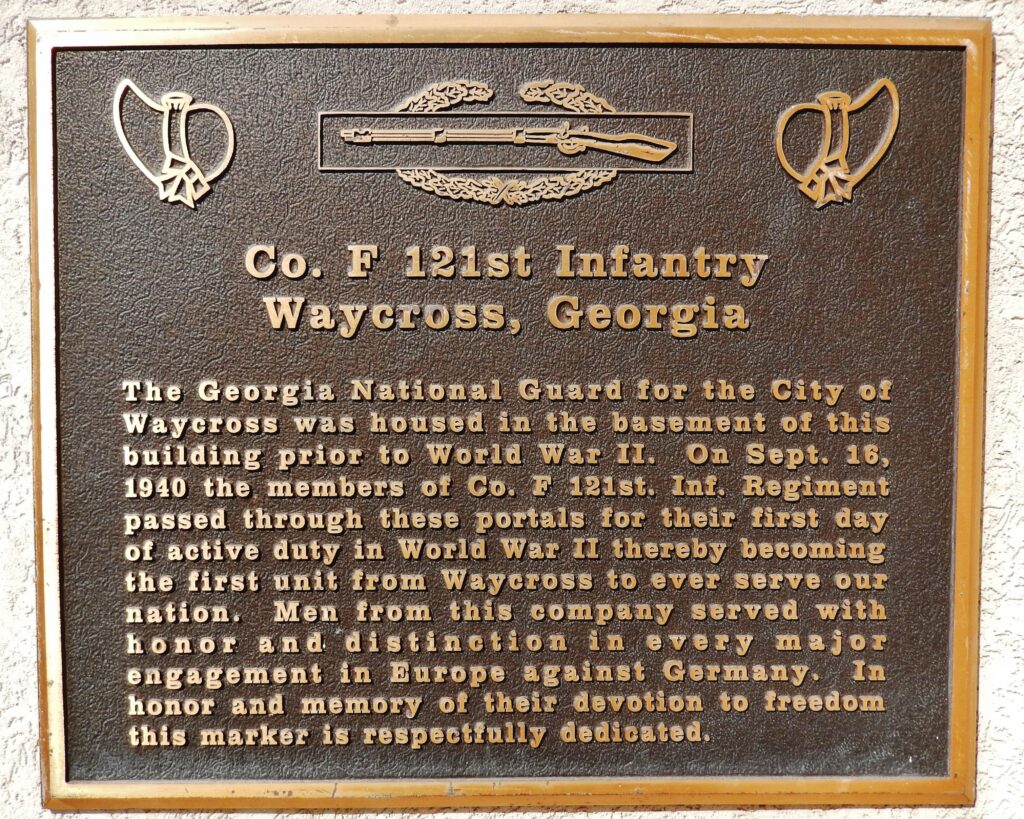 Co. F 121st Infantry
Waycross, Georgia
The Georgia National Guard for the City of
Waycross was housed in the basement of this
building prior to World War II. On Sept. 16,
1940 the members of Co. F 121st. Inf. Regiment
passed through these portals for their first day
of active duty in World War II thereby becoming
the first unit from Waycross to ever serve our
nation. Men from this company served with
honor and distinction in every major
engagement in Europe against Germany. In
honor and memory of their devotion to freedom
this marker is respectfully dedicated.